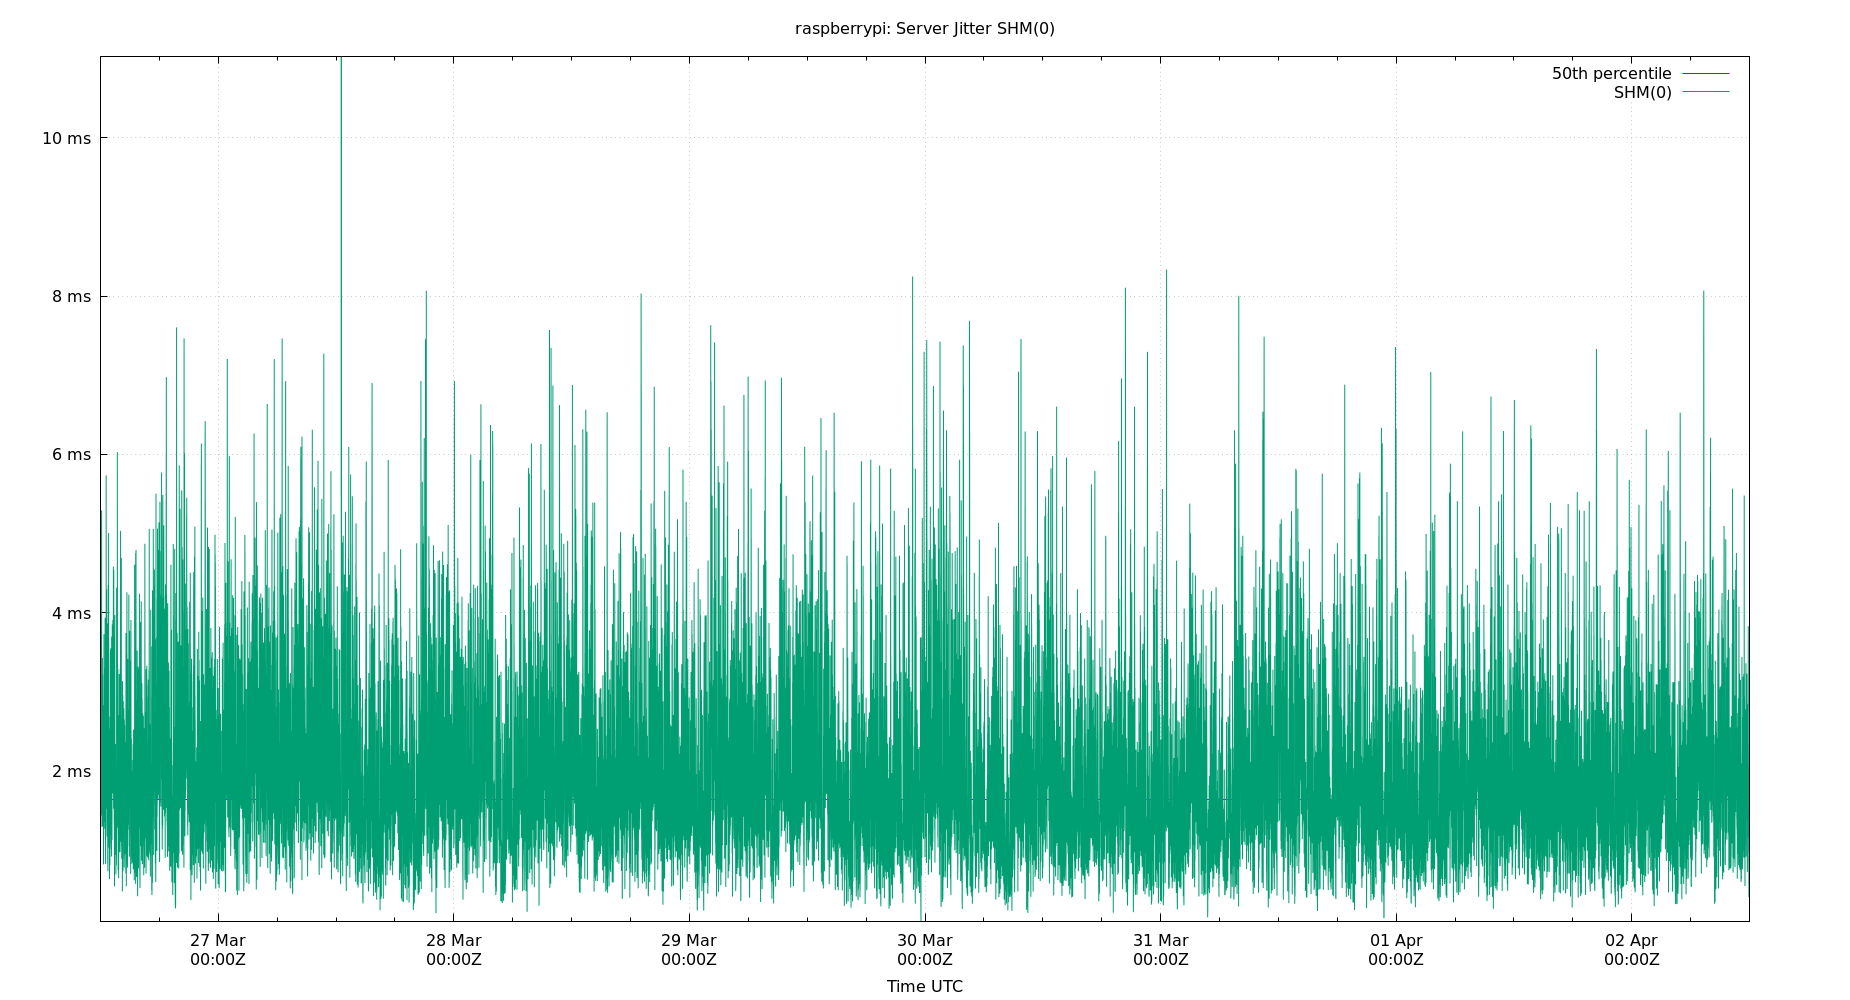 raspberrypi: Server Jitter SHM(0)
50th percentile
SHM(0)
10 ms
8 ms
6 ms
4 ms
2 ms
27 Mar 28 Mar 29 Mar 30 Mar 31 Mar 01 Apr 02 Apr
00:00Z 00:00Z 00:00Z 00:00Z 00:00Z 00:00Z 00:00Z
Time UTC